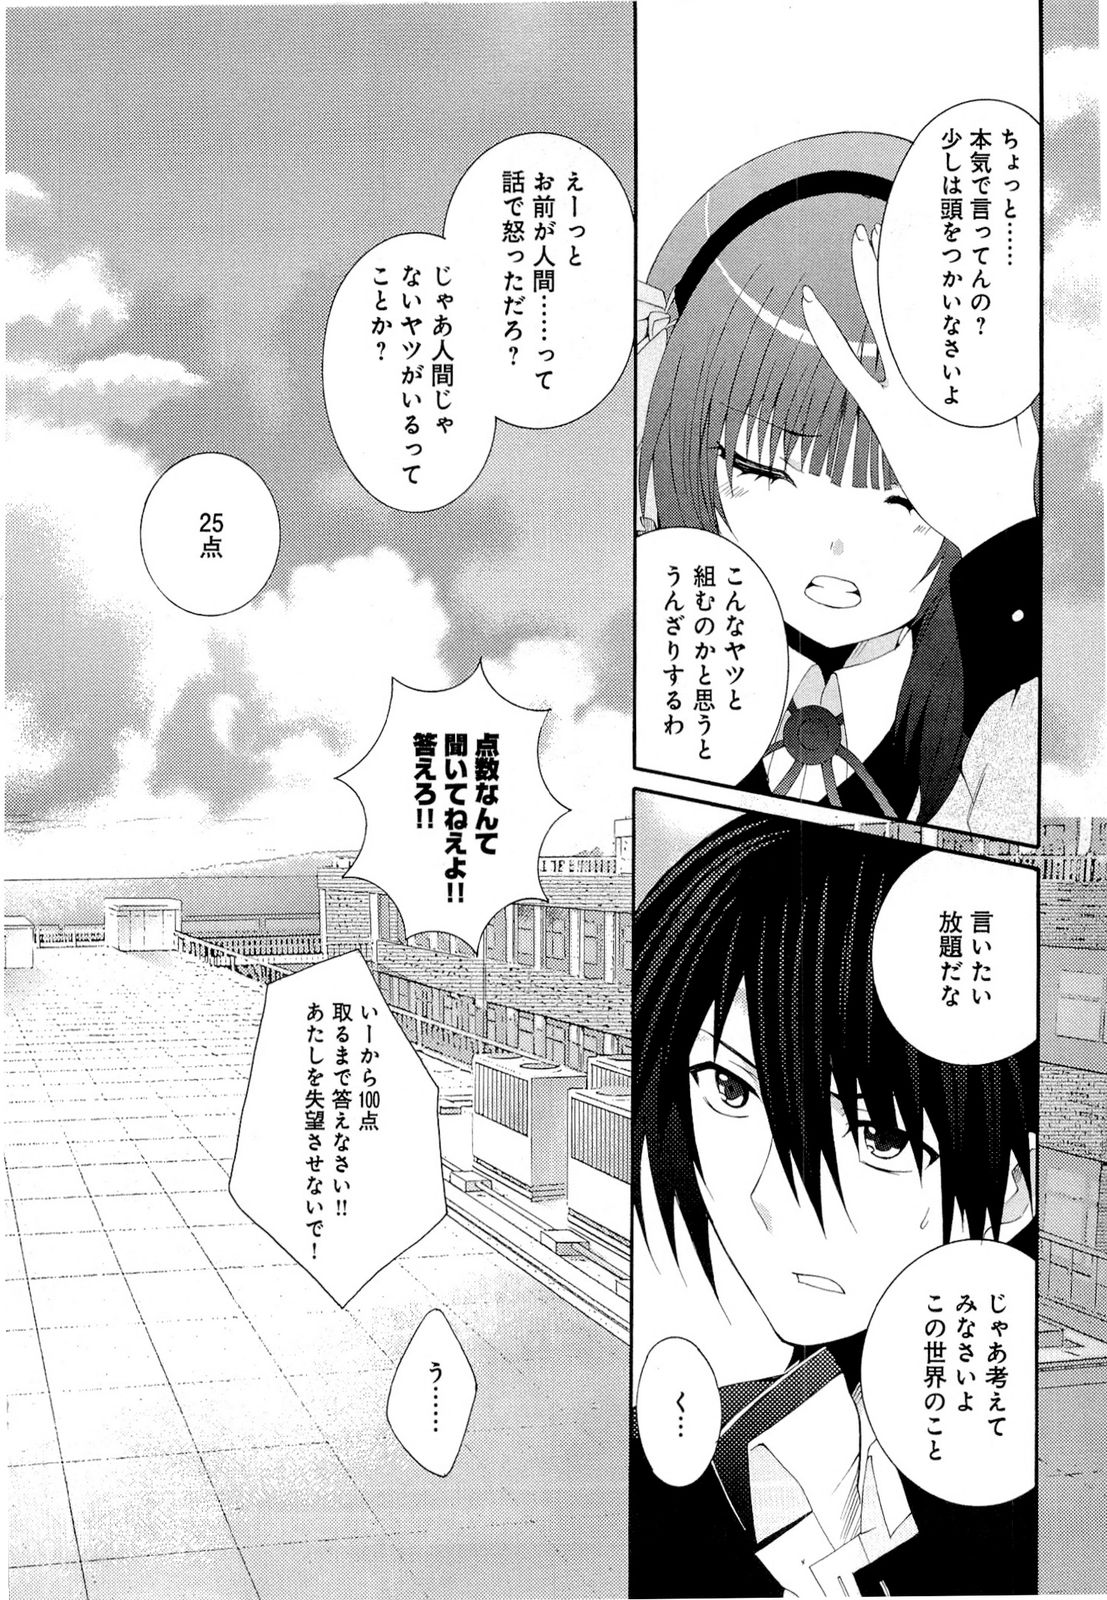 ちょっと……
本気で言ってんの?
少しは頭をつかいなさいよ
こんなヤツと
組むのかと思うと
うんざりするわ
言いたい
放題だな
じゃあ考えて
みなさいよ
この世界のこと
く…
えーっと
お前が人間……って
話で怒っただろ?
じゃあ人間じゃ
ないヤツがいるって
ことか?
25
点
点数なんて
聞いてねえよ!!
答えろ!!
いーから100点
取るまで答えなさい!!
あたしを失望させないで!
う……